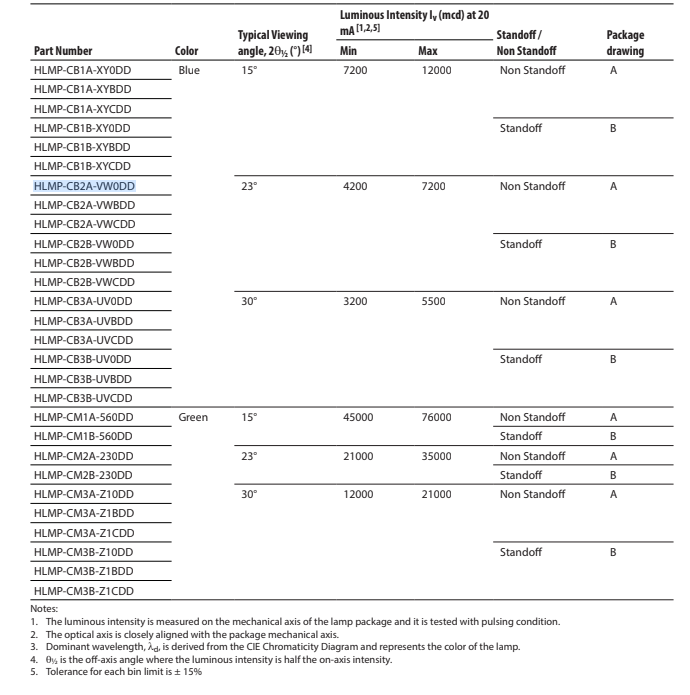 Part Number Color Typical Viewing angle, 2θ½ (°) [4] Luminous Intensity Iv (mcd) at 20 mA [1,2,5] Min Max Standoff / Non Standoff Package drawing
HLMP-CB1A-XY0DD Blue 15° 7200 12000 Non Standoff A
HLMP-CB1A-XYBDD
HLMP-CB1A-XYCDD
HLMP-CB1B-XY0DD Standoff B
HLMP-CB1B-XYBDD
HLMP-CB1B-XYCDD
HLMP-CB2A-VW0DD 23° 4200 7200 Non Standoff A
HLMP-CB2A-VWBDD
HLMP-CB2A-VWCDD
HLMP-CB2B-VW0DD Standoff B
HLMP-CB2B-VWBDD
HLMP-CB2B-VWCDD
HLMP-CB3A-UV0DD 30° 3200 5500 Non Standoff A
HLMP-CB3A-UVBDD
HLMP-CB3A-UVCDD
HLMP-CB3B-UV0DD Standoff B
HLMP-CB3B-UVBDD
HLMP-CB3B-UVCDD
HLMP-CM1A-560DD Green 15° 45000 76000 Non Standoff A
HLMP-CM1B-560DD Standoff B
HLMP-CM2A-230DD 23° 21000 35000 Non Standoff A
HLMP-CM2B-230DD Standoff B
HLMP-CM3A-Z10DD 30° 12000 21000 Non Standoff A
HLMP-CM3A-Z1BDD
HLMP-CM3A-Z1CDD
HLMP-CM3B-Z10DD Standoff B
HLMP-CM3B-Z1BDD
HLMP-CM3B-Z1CDD
Notes:
1. The luminous intensity is measured on the mechanical axis of the lamp package and it is tested with pulsing condition.
2. The optical axis is closely aligned with the package mechanical axis.
3. Dominant wavelength, λd, is derived from the CIE Chromaticity Diagram and represents the color of the lamp.
4. θ½ is the off-axis angle where the luminous intensity is half the on-axis intensity.
5. Tolerance for each bin limit is ± 15%